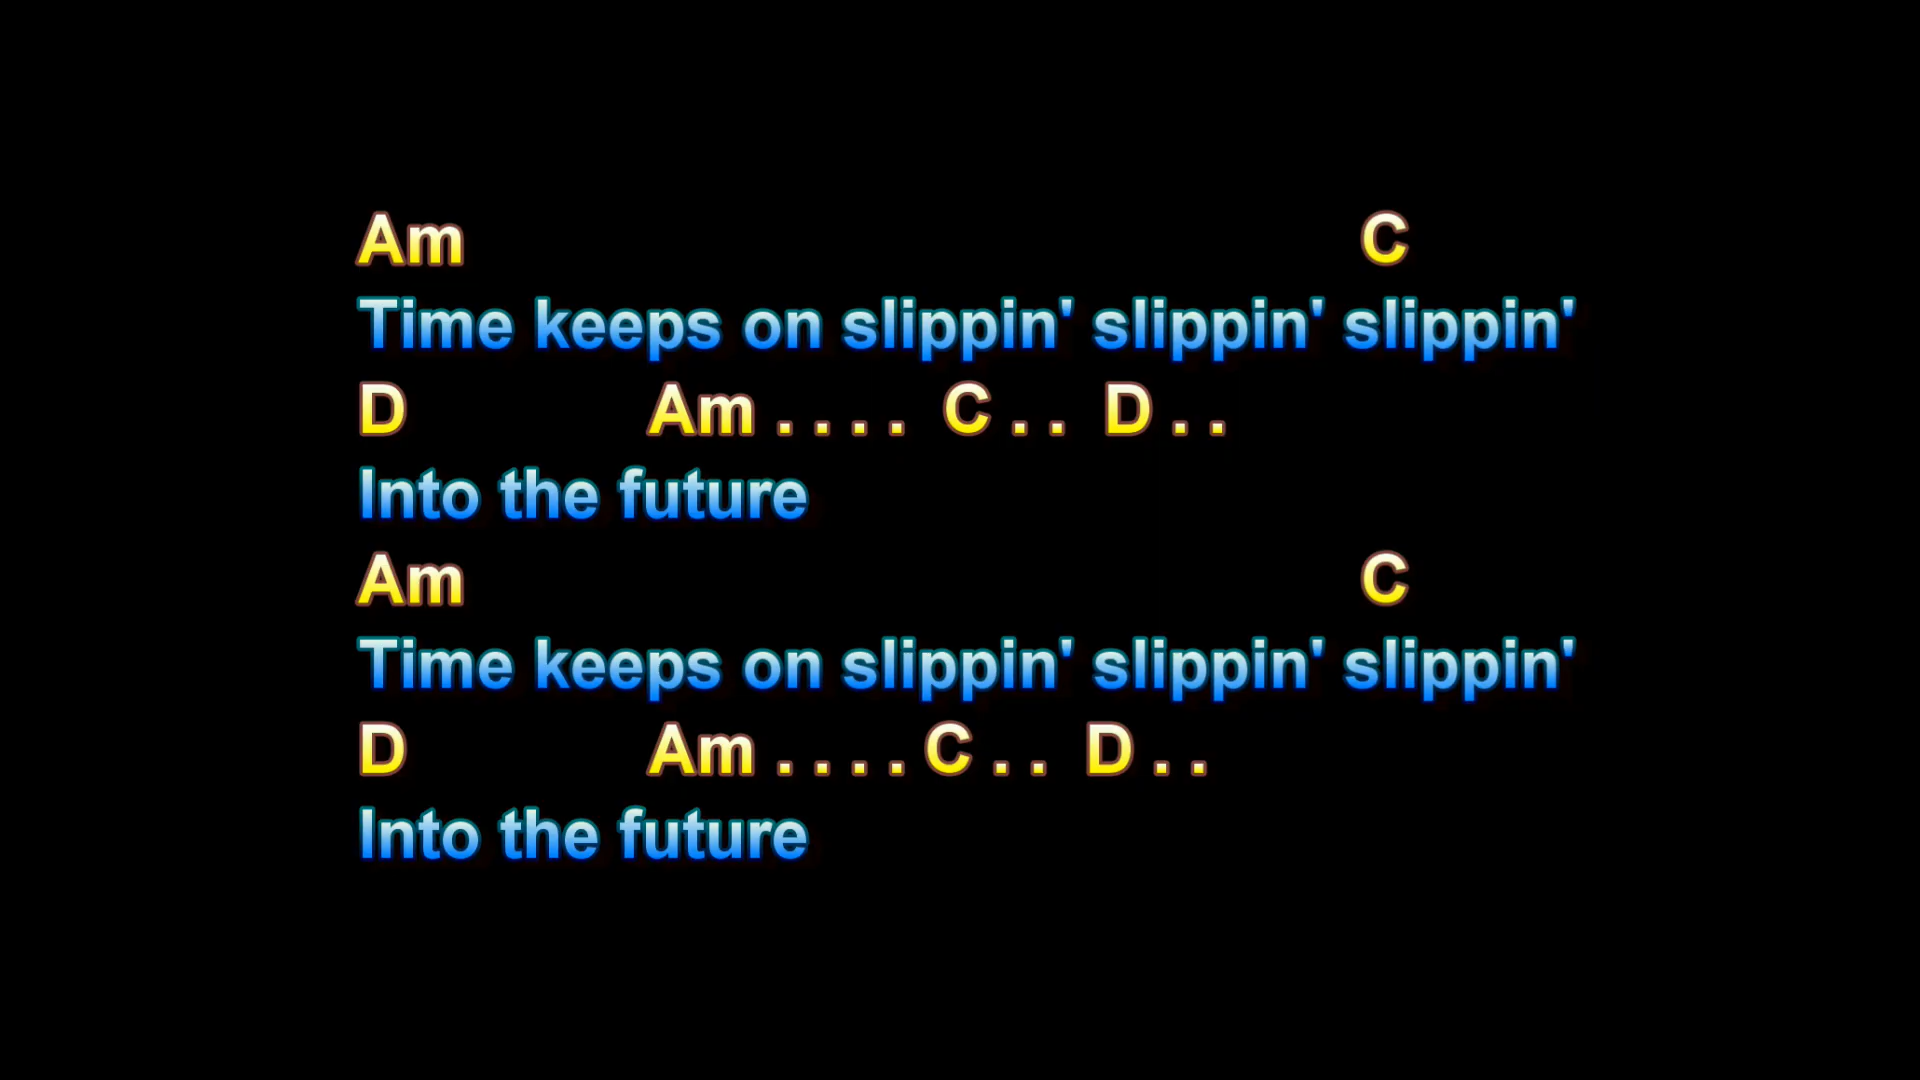 Am C
Time keeps on slippin' slippin' slippin'
D Am . . . . C . . D . .
Into the future
Am C
Time keeps on slippin' slippin' slippin'
D Am . . . . C . . D . .
Into the future